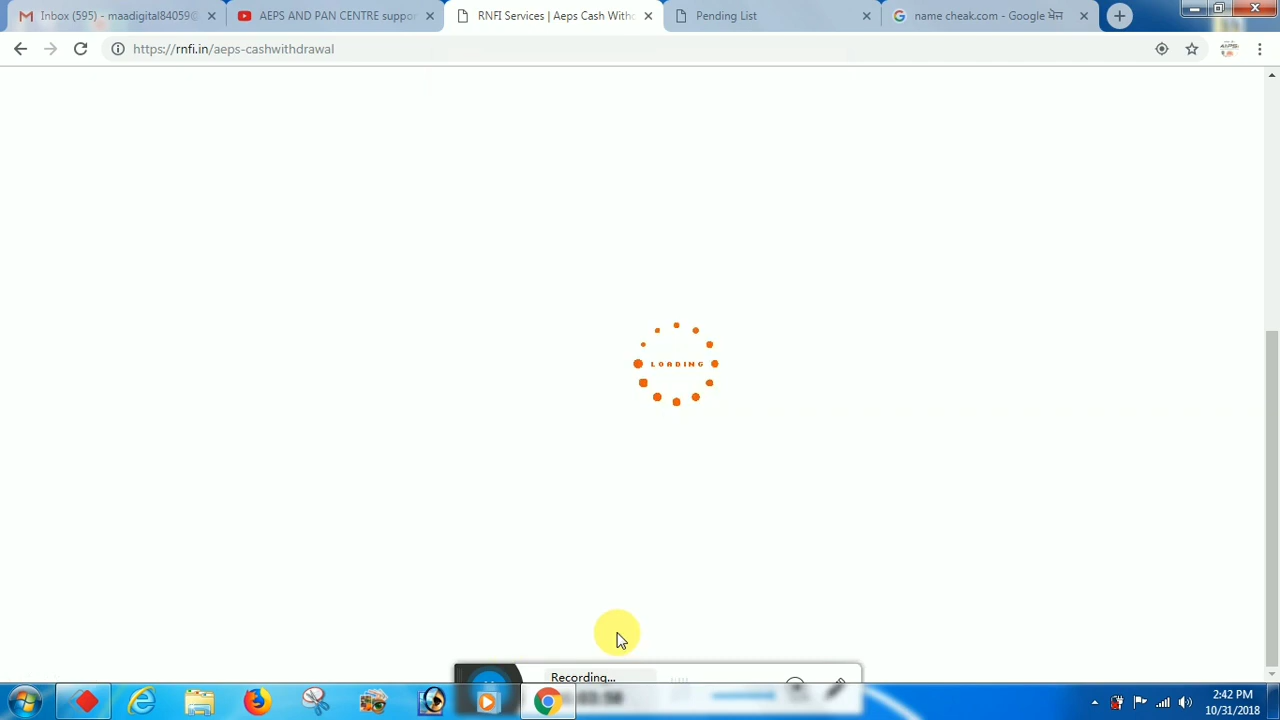 Inbox (595) - maadigital84059@
AEPS AND PAN CENTRE suppor
RNFI Services | Aeps Cash With
Pending List
name cheak.com - Google खोज
https://rnfi.in/aeps-cashwithdrawal
LOADING
Recording...
2:42 PM
10/31/2018